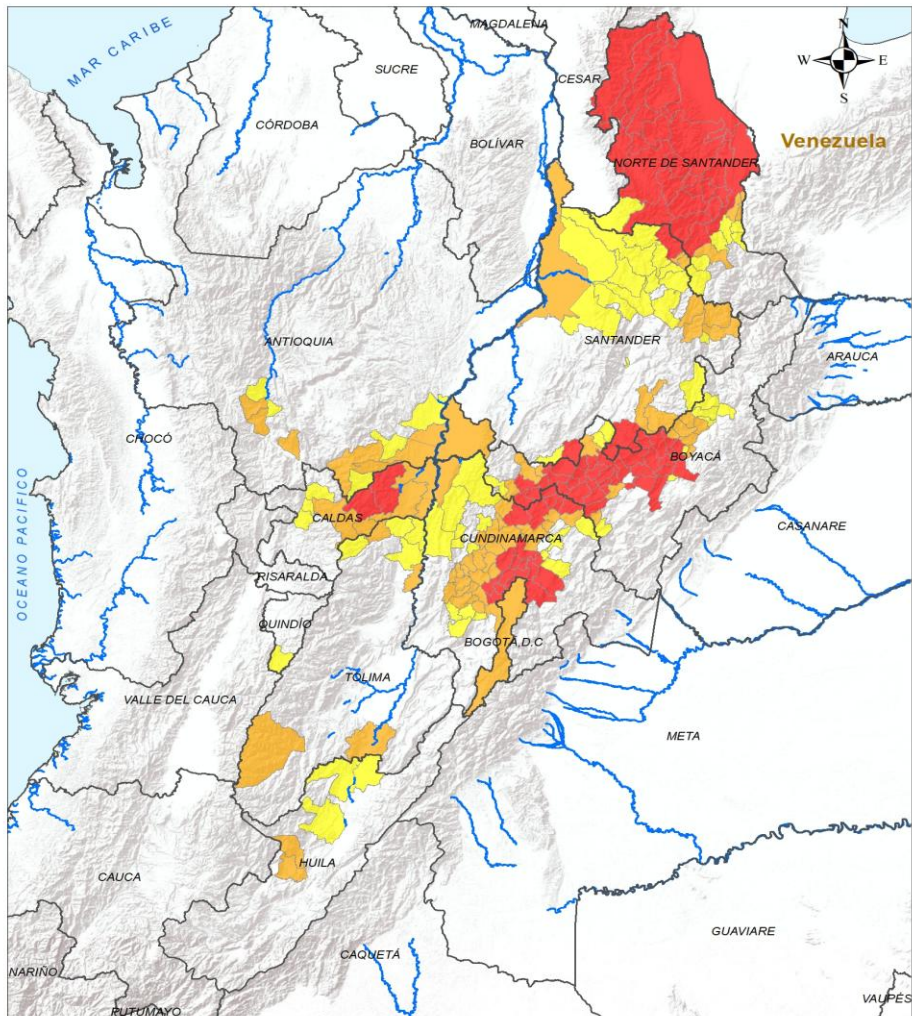 MAGDALENA
MAR CARIBE
N
SUCRE
CESAR
W
E
S
CÓRDOBA
BOLÍVAR
Venezuela
NORTE DE SANTANDER
ANTIOQUIA
SANTANDER
ARAUCA
CHOCÓ
BOYACÁ
OCEANO PACIFICO
CALDAS
CASANARE
CUNDINAMARCA
RISARALDA
QUINDÍO
BOGOTÁ D.C
TOLIMA
VALLE DEL CAUCA
META
HUILA
CAUCA
GUAVIARE
CAQUETÁ
NARIÑO
VAUPÉS
PUTUMAYO